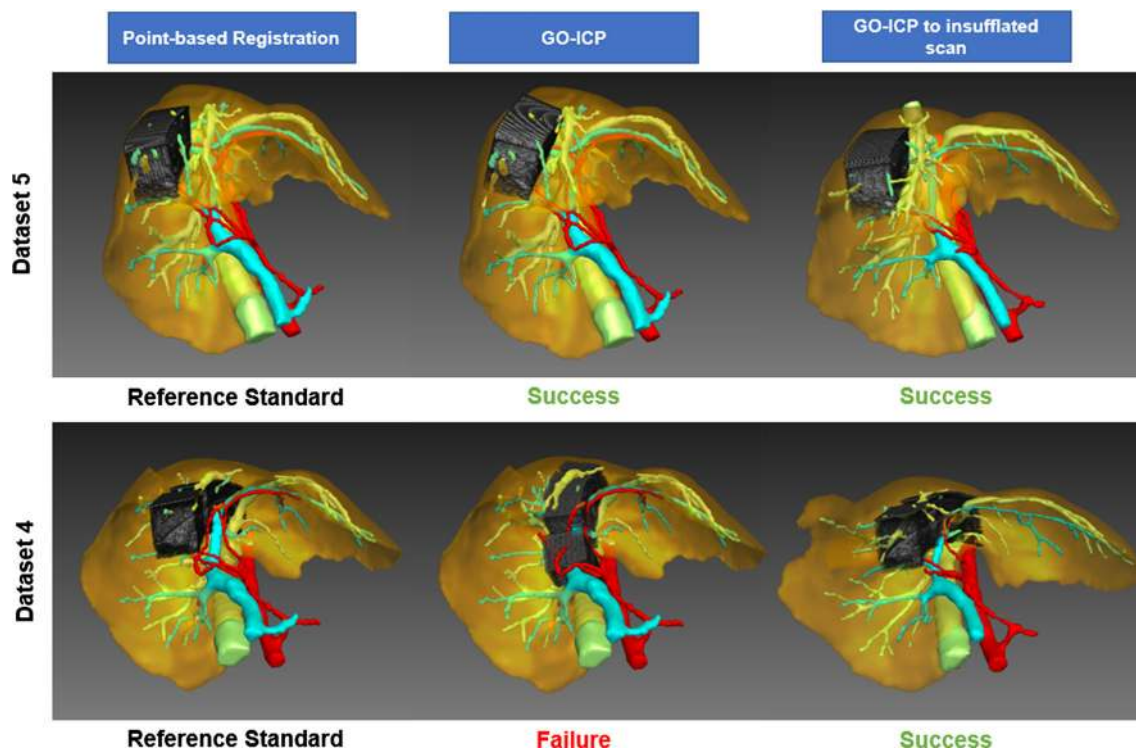 Point-based Registration
GO-ICP
GO-ICP to insufflated
scan
Dataset 5
Reference Standard
Success
Success
Dataset 4
Reference Standard
Failure
Success